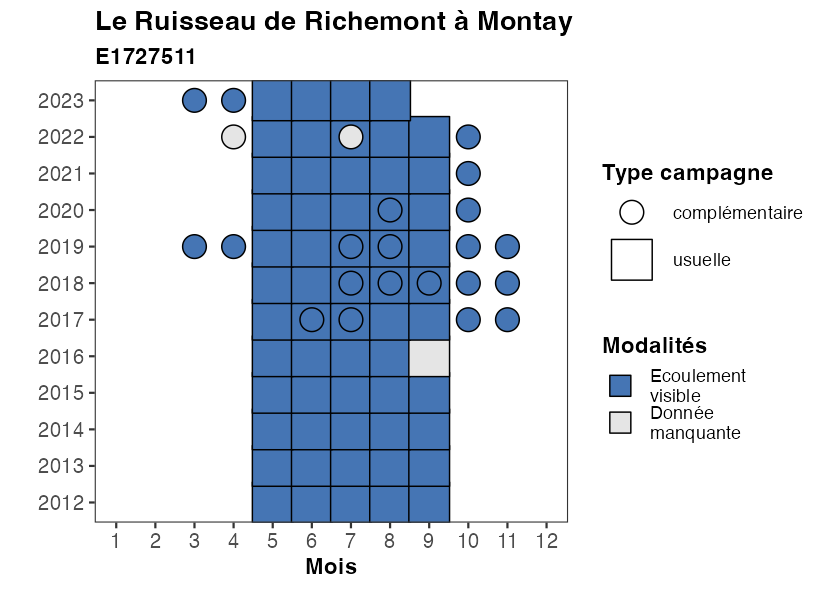 Le Ruisseau de Richemont à Montay
E1727511
2023
2022
2021
2020
2019
2018
2017
2016
2015
2014
2013
2012
1 2 3 4 5 6 7 8 9 10 11 12
Mois
Type campagne
complémentaire
usuelle
Modalités
Ecoulement
visible
Donnée
manquante